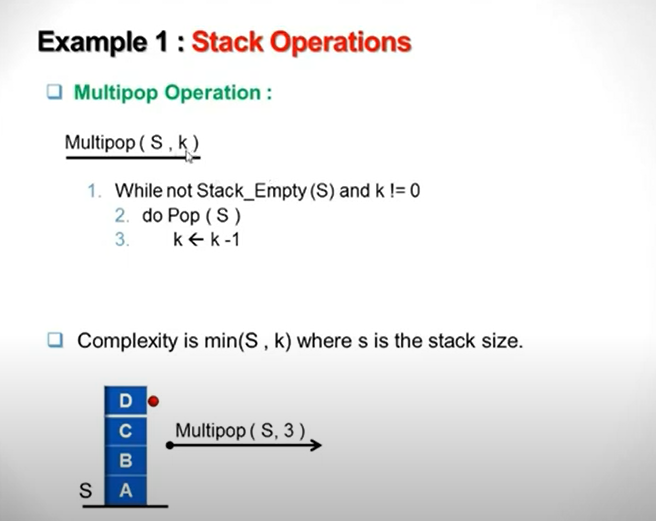 Example 1 : Stack Operations
Multipop Operation :
Multipop ( S , k )
1. While not Stack_Empty (S) and k != 0
2. do Pop ( S )
3. k ← k -1
Complexity is min(S , k) where s is the stack size.
D
C
Multipop ( S, 3 )
B
S A